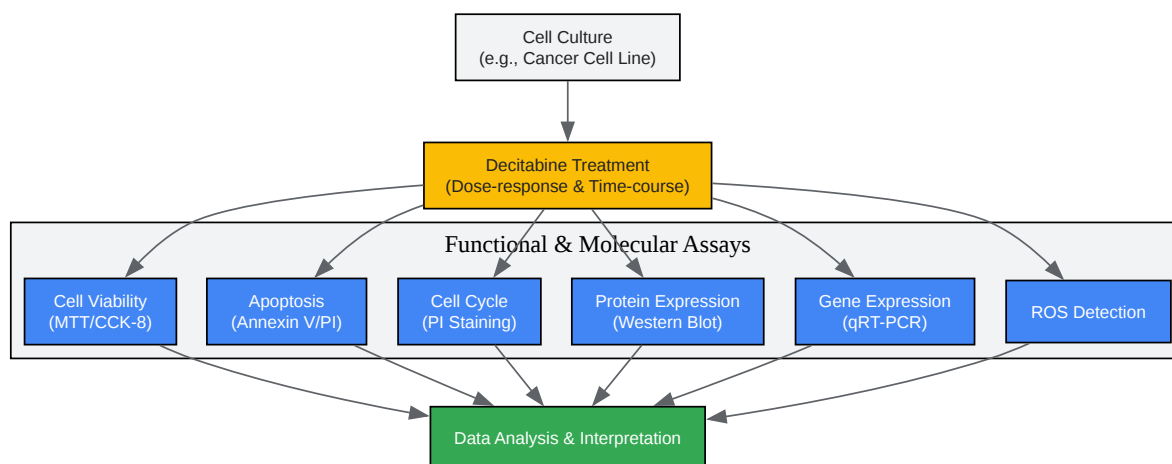 Cell Culture
(e.g., Cancer Cell Line)
Decitabine Treatment
(Dose-response & Time-course)
Functional & Molecular Assays
Cell Viability
(MTT/CCK-8)
Apoptosis
(Annexin V/PI)
Cell Cycle
(PI Staining)
Protein Expression
(Western Blot)
Gene Expression
(qRT-PCR)
ROS Detection
Data Analysis & Interpretation